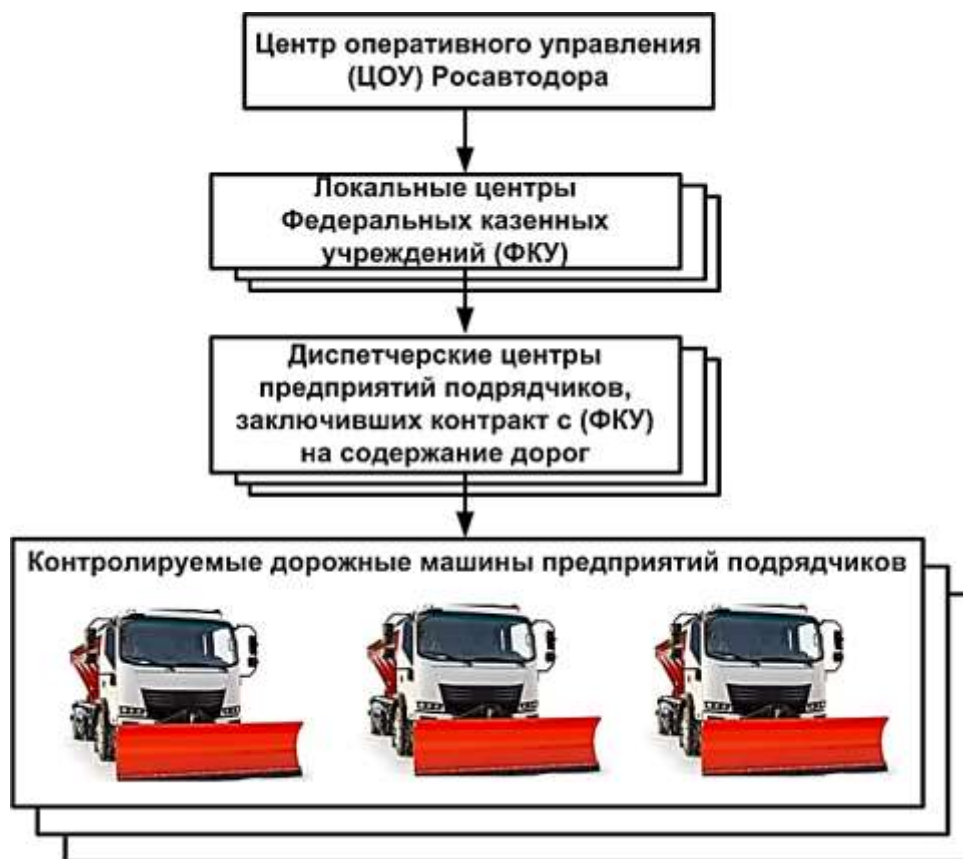 Центр оперативного управления
(ЦОУ) Росавтодора
Локальные центры
Федеральных казенных
учреждений (ФКУ)
Диспетчерские центры
предприятий подрядчиков,
заключивших контракт с (ФКУ)
на содержание дорог
Контролируемые дорожные машины предприятий подрядчиков